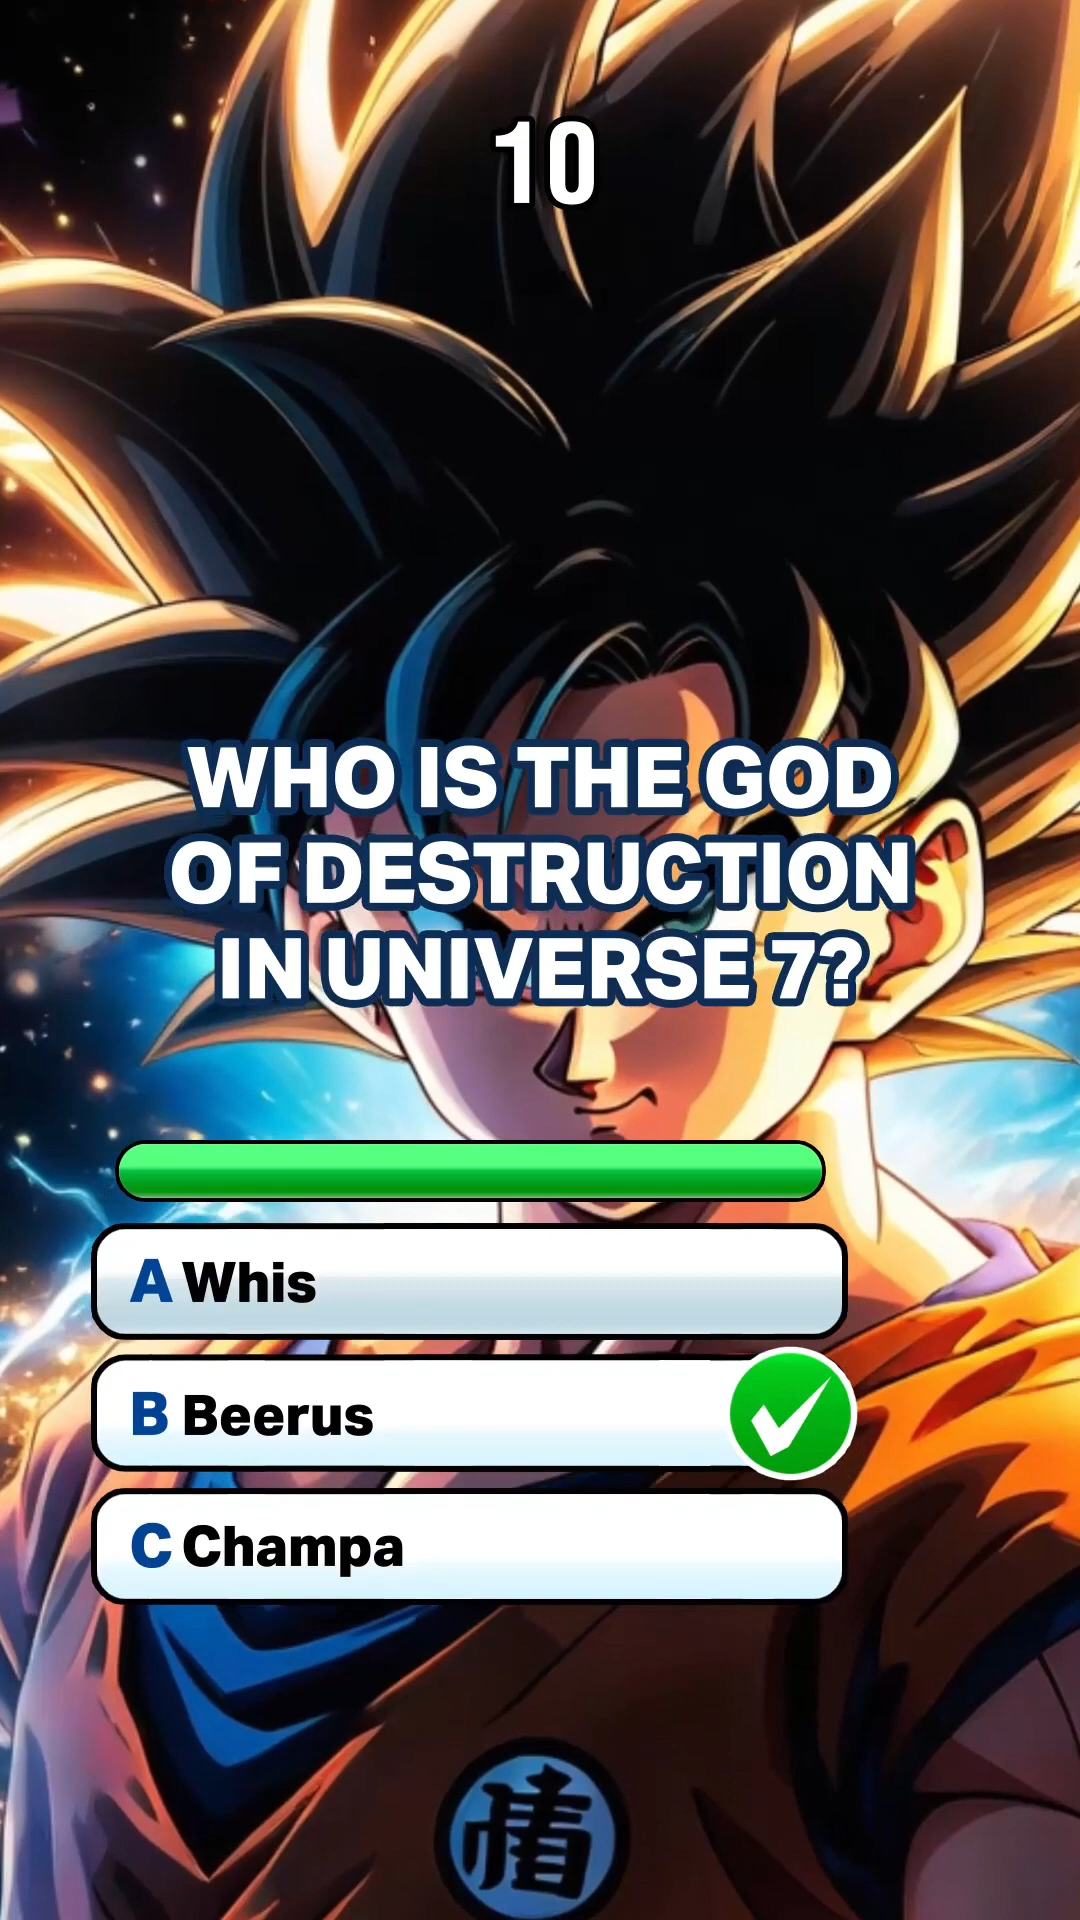 10
WHO IS THE GOD
OF DESTRUCTION
IN UNIVERSE 7?
A Whis
B Beerus
C Champa